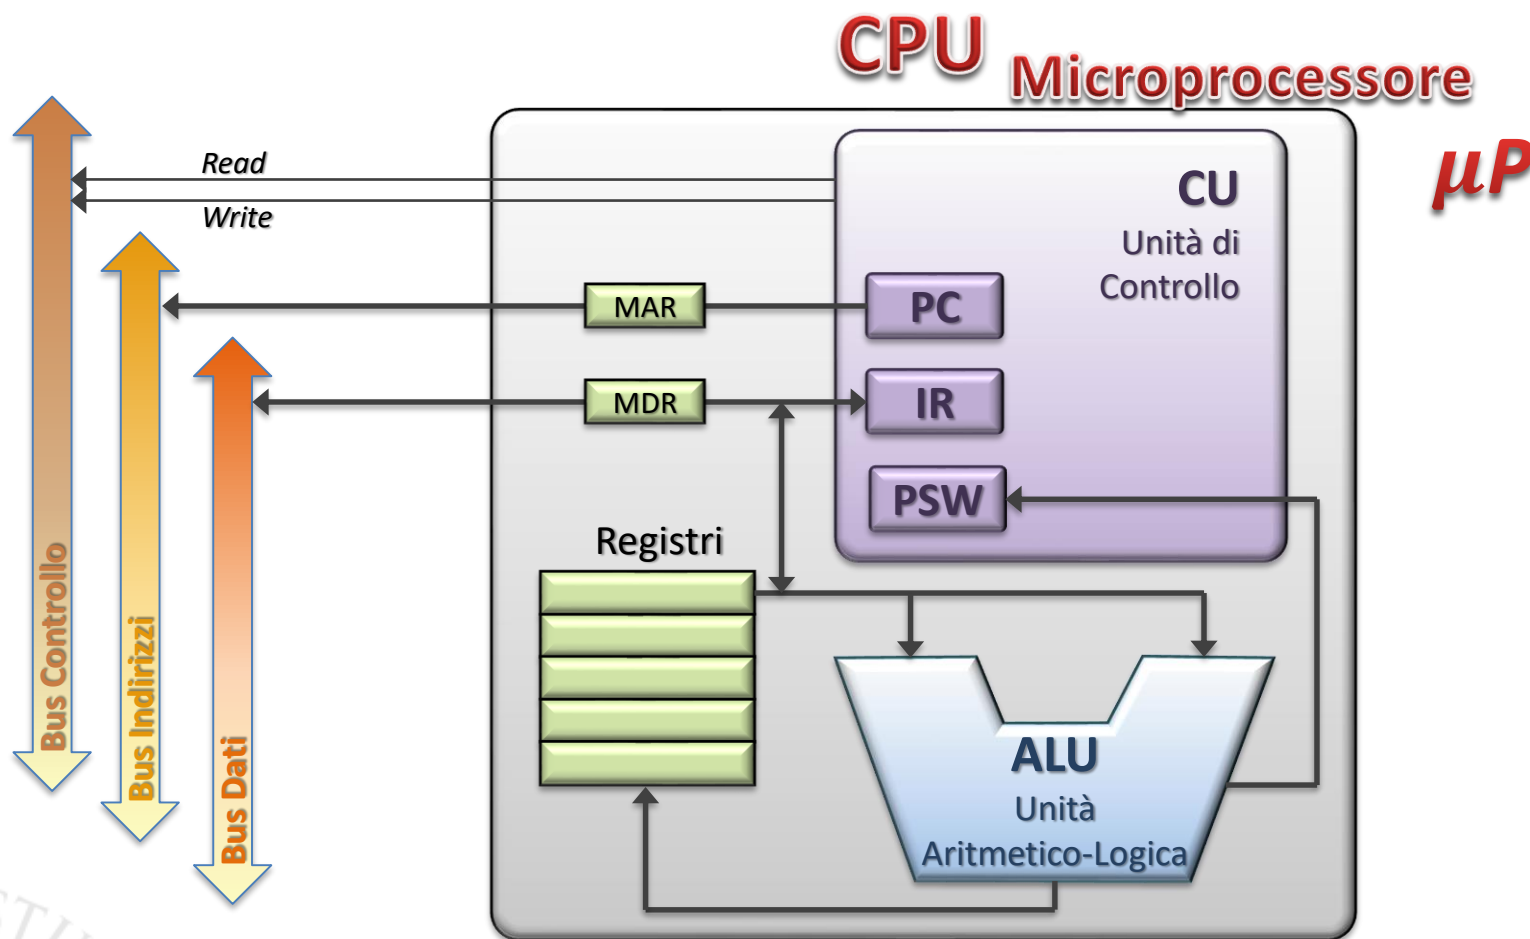 CPU
Microprocessore
µP
Read
Write
CU
Unità di
Controllo
MAR
PC
MDR
IR
PSW
Registri
ALU
Unità
Aritmetico-Logica
Bus Controllo
Bus Indirizzi
Bus Dati